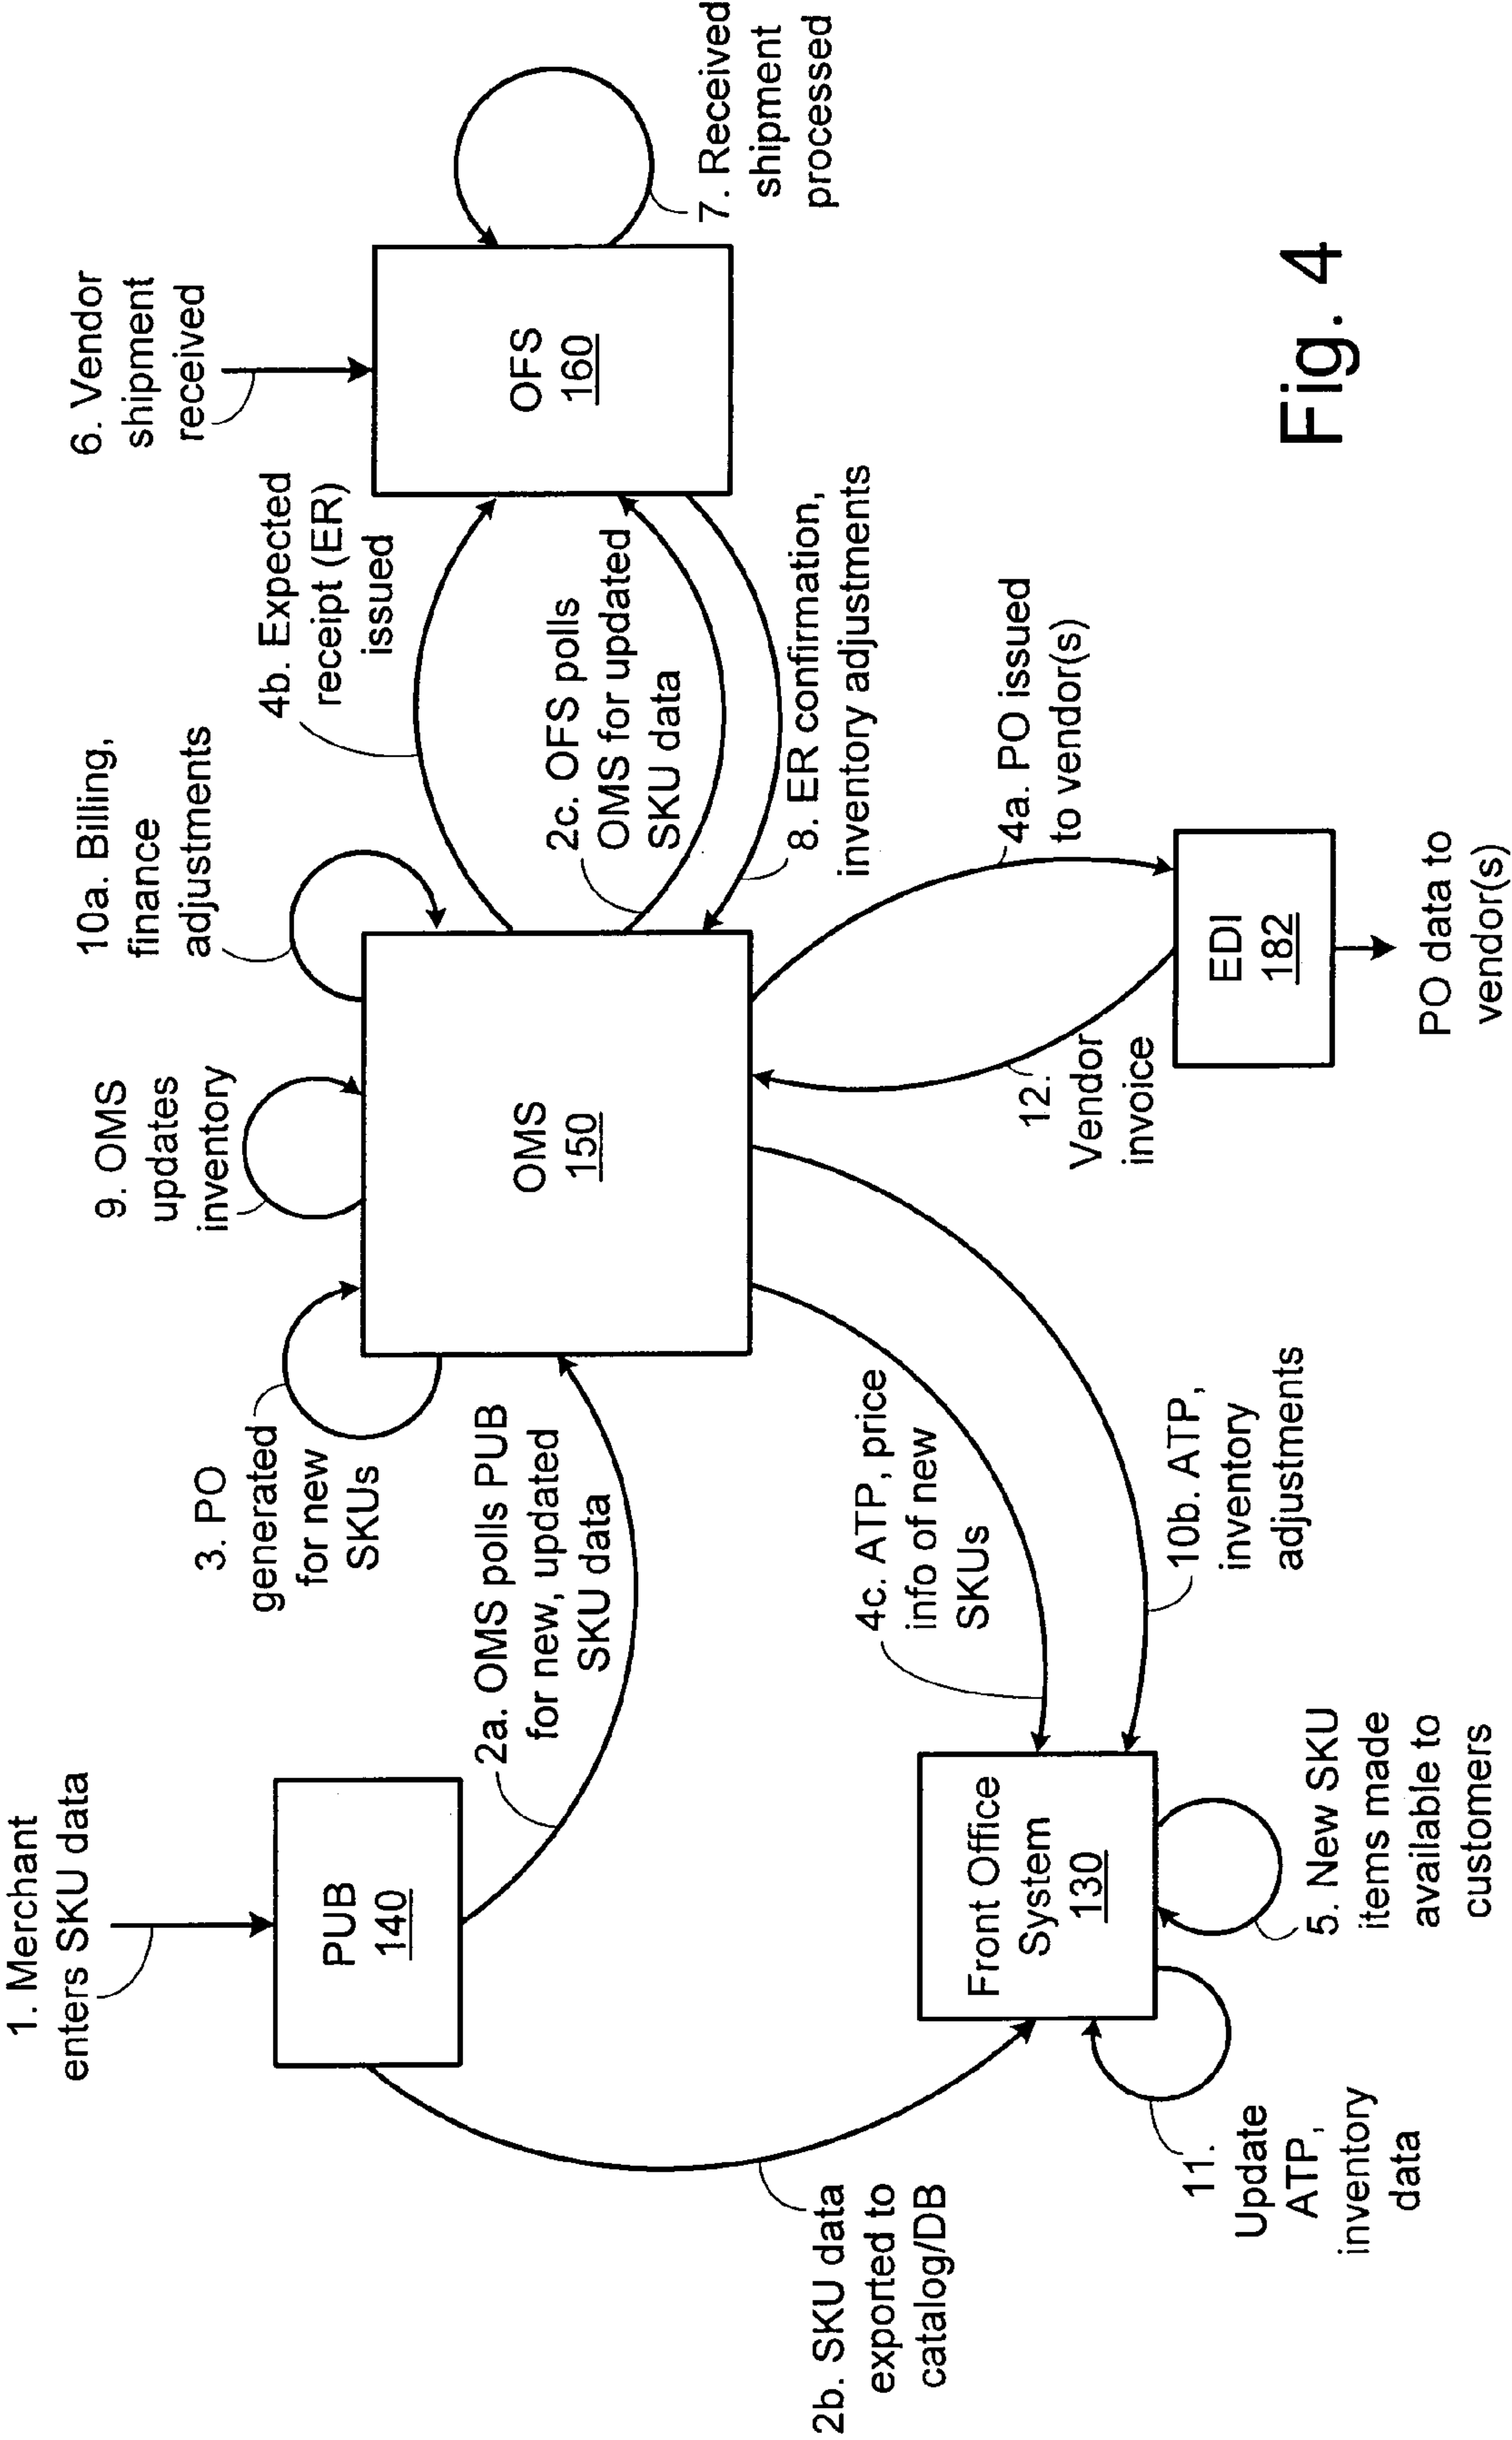 1. Merchant
enters SKU data
PUB
140
2a. OMS polls PUB
for new, updated
SKU data
2b. SKU data
exported to
catalog/DB
3. PO
generated
for new
SKUs
9. OMS
updates
inventory
10a. Billing,
finance
adjustments
OMS
150
4b. Expected
receipt (ER)
issued
2c. OFS polls
OMS for updated
SKU data
8. ER confirmation,
inventory adjustments
6. Vendor
shipment
received
OFS
160
7. Received
shipment
processed
4c. ATP, price
info of new
SKUs
10b. ATP,
inventory
adjustments
Front Office
System
130
11.
Update
ATP,
inventory
data
5. New SKU
items made
available to
customers
12.
Vendor
invoice
4a. PO issued
to vendor(s)
EDI
182
PO data to
vendor(s)
Fig. 4